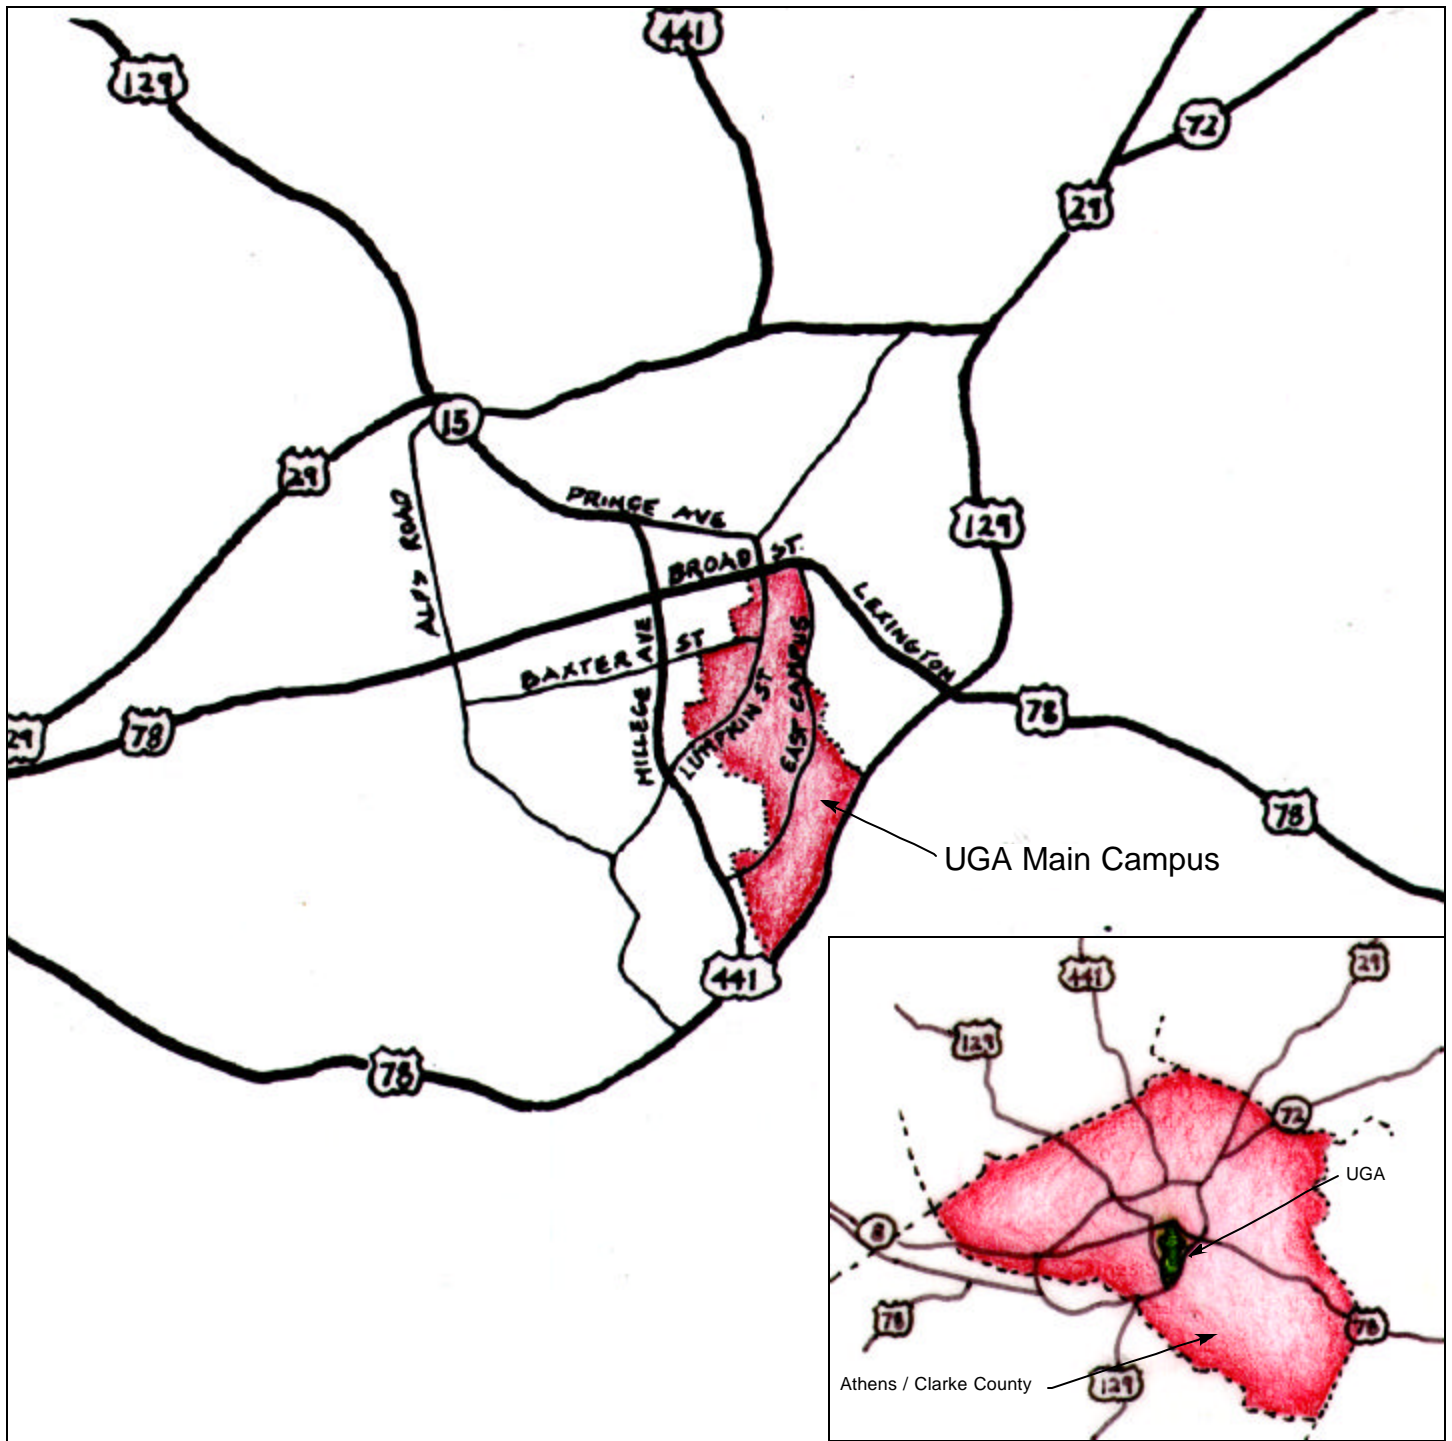 441
129
72
29
15
29
PRINCE AVE
129
BROAD ST.
ALPS ROAD
LEXINGTON
BAXTER ST
MILLEGE AVE
LUMPKIN ST
EAST CAMPUS
29
78
78
78
UGA Main Campus
441
78
441
29
129
72
UGA
8
78
78
Athens / Clarke County
129